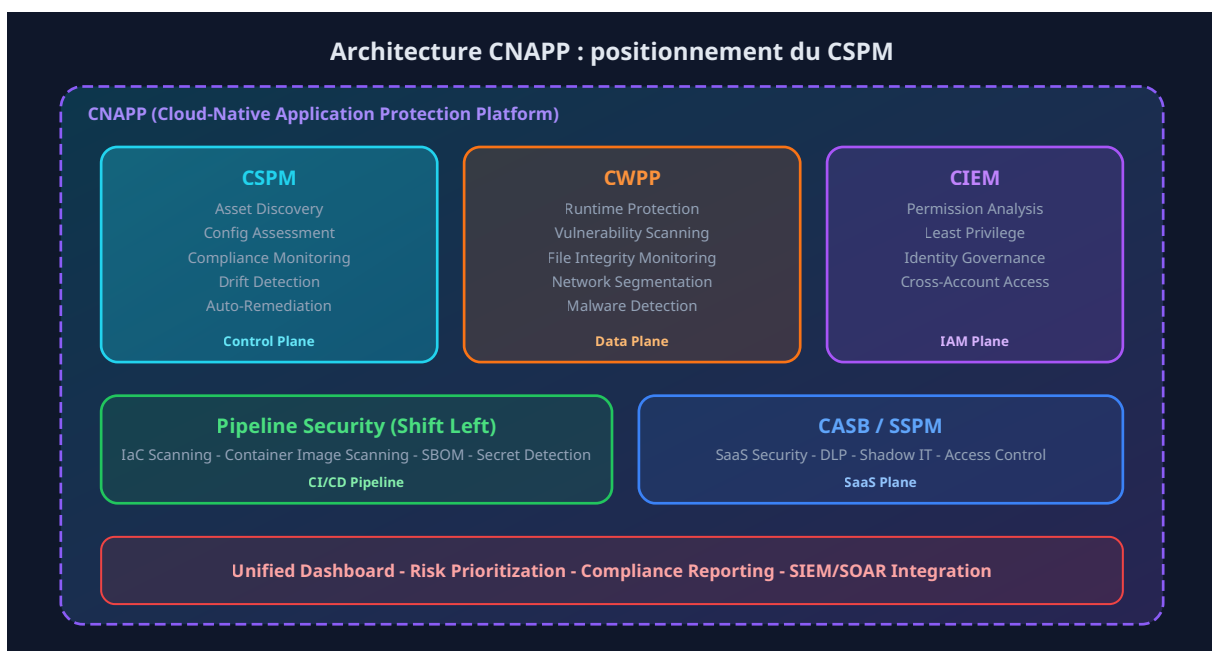 Architecture CNAPP : positionnement du CSPM
CNAPP (Cloud-Native Application Protection Platform)
CSPM
Asset Discovery
Config Assessment
Compliance Monitoring
Drift Detection
Auto-Remediation
Control Plane
CWPP
Runtime Protection
Vulnerability Scanning
File Integrity Monitoring
Network Segmentation
Malware Detection
Data Plane
CIEM
Permission Analysis
Least Privilege
Identity Governance
Cross-Account Access
IAM Plane
Pipeline Security (Shift Left)
IaC Scanning - Container Image Scanning - SBOM - Secret Detection
CI/CD Pipeline
CASB / SSPM
SaaS Security - DLP - Shadow IT - Access Control
SaaS Plane
Unified Dashboard - Risk Prioritization - Compliance Reporting - SIEM/SOAR Integration